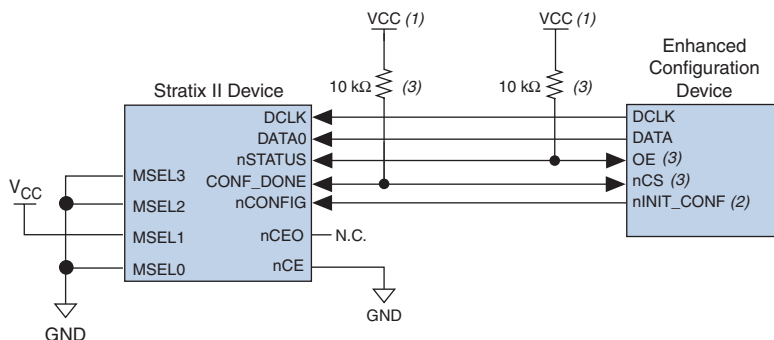 VCC (1)
VCC (1)
10 kΩ
(3)
10 kΩ
(3)
Stratix II Device
Enhanced
Configuration
Device
DCLK
DATA0
nSTATUS
CONF_DONE
nCONFIG
nCEO
nCE
MSEL3
MSEL2
MSEL1
MSEL0
VCC
GND
N.C.
GND
DCLK
DATA
OE (3)
nCS (3)
nINIT_CONF (2)